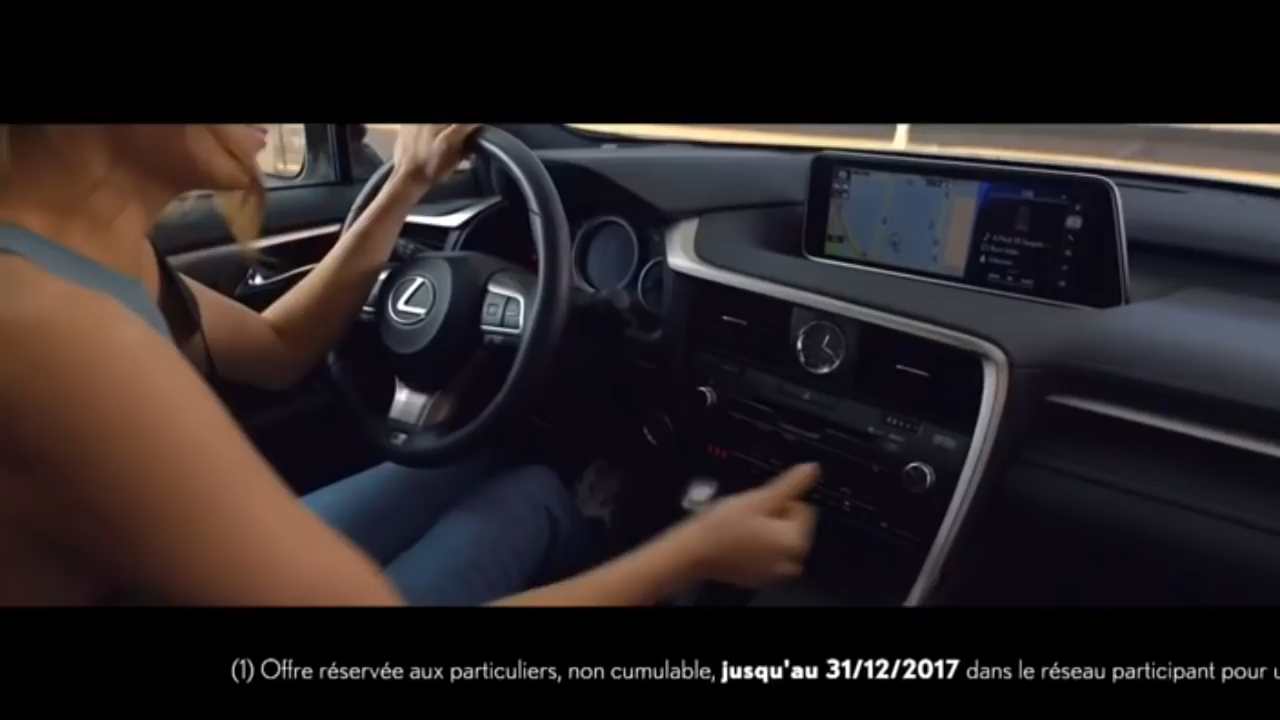 (1) Offre réservée aux particuliers, non cumulable, jusqu'au 31/12/2017 dans le réseau participant pour